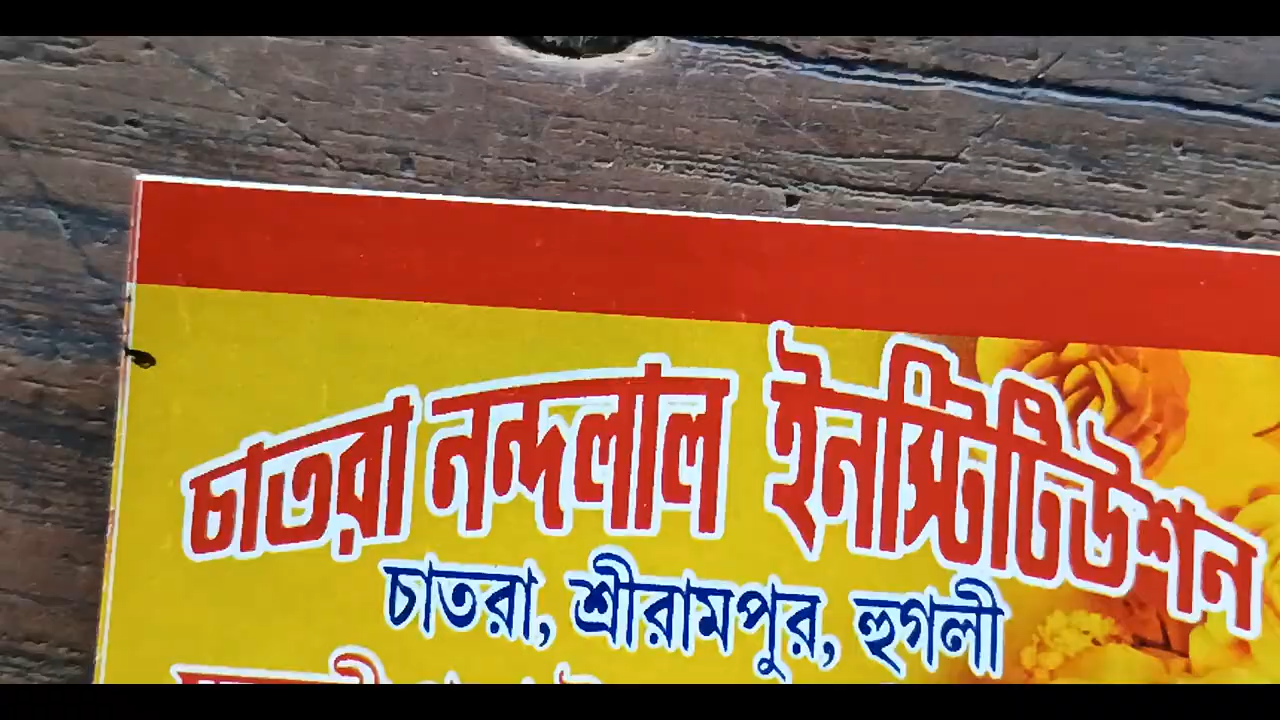 চাতরা নন্দলাল ইনস্টিটিউশন
চাতরা, শ্রীরামপুর, হুগলী